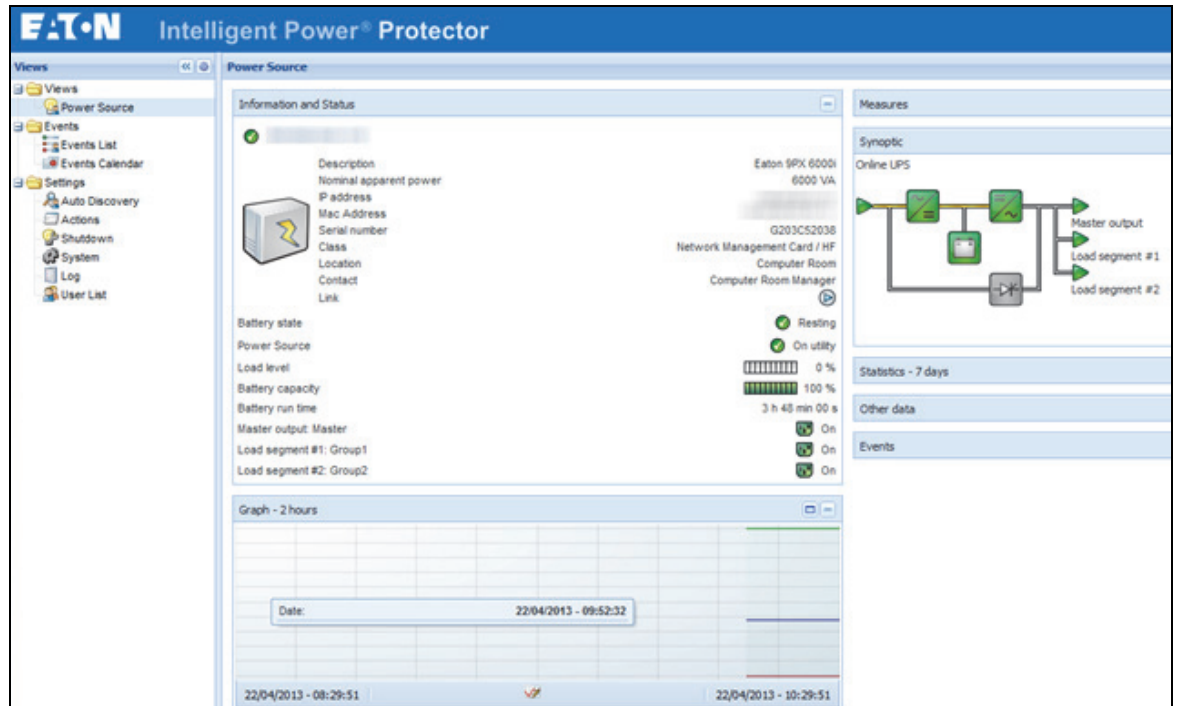 EATON Intelligent Power® Protector
Views
Power Source
Views
Power Source
Events
Events List
Events Calendar
Settings
Auto Discovery
Actions
Shutdown
System
Log
User List
Information and Status
Description Eaton 9PX 6000i
Nominal apparent power 6000 VA
IP address
Mac Address
Serial number G203C52038
Class Network Management Card / HF
Location Computer Room
Contact Computer Room Manager
Link
Battery state Resting
Power Source On utility
Load level 0 %
Battery capacity 100 %
Battery run time 3 h 48 min 00 s
Master output: Master On
Load segment #1: Group1 On
Load segment #2: Group2 On
Graph - 2 hours
Date: 22/04/2013 - 09:52:32
22/04/2013 - 08:29:51 22/04/2013 - 10:29:51
Measures
Synoptic
Online UPS
Master output
Load segment #1
Load segment #2
Statistics - 7 days
Other data
Events